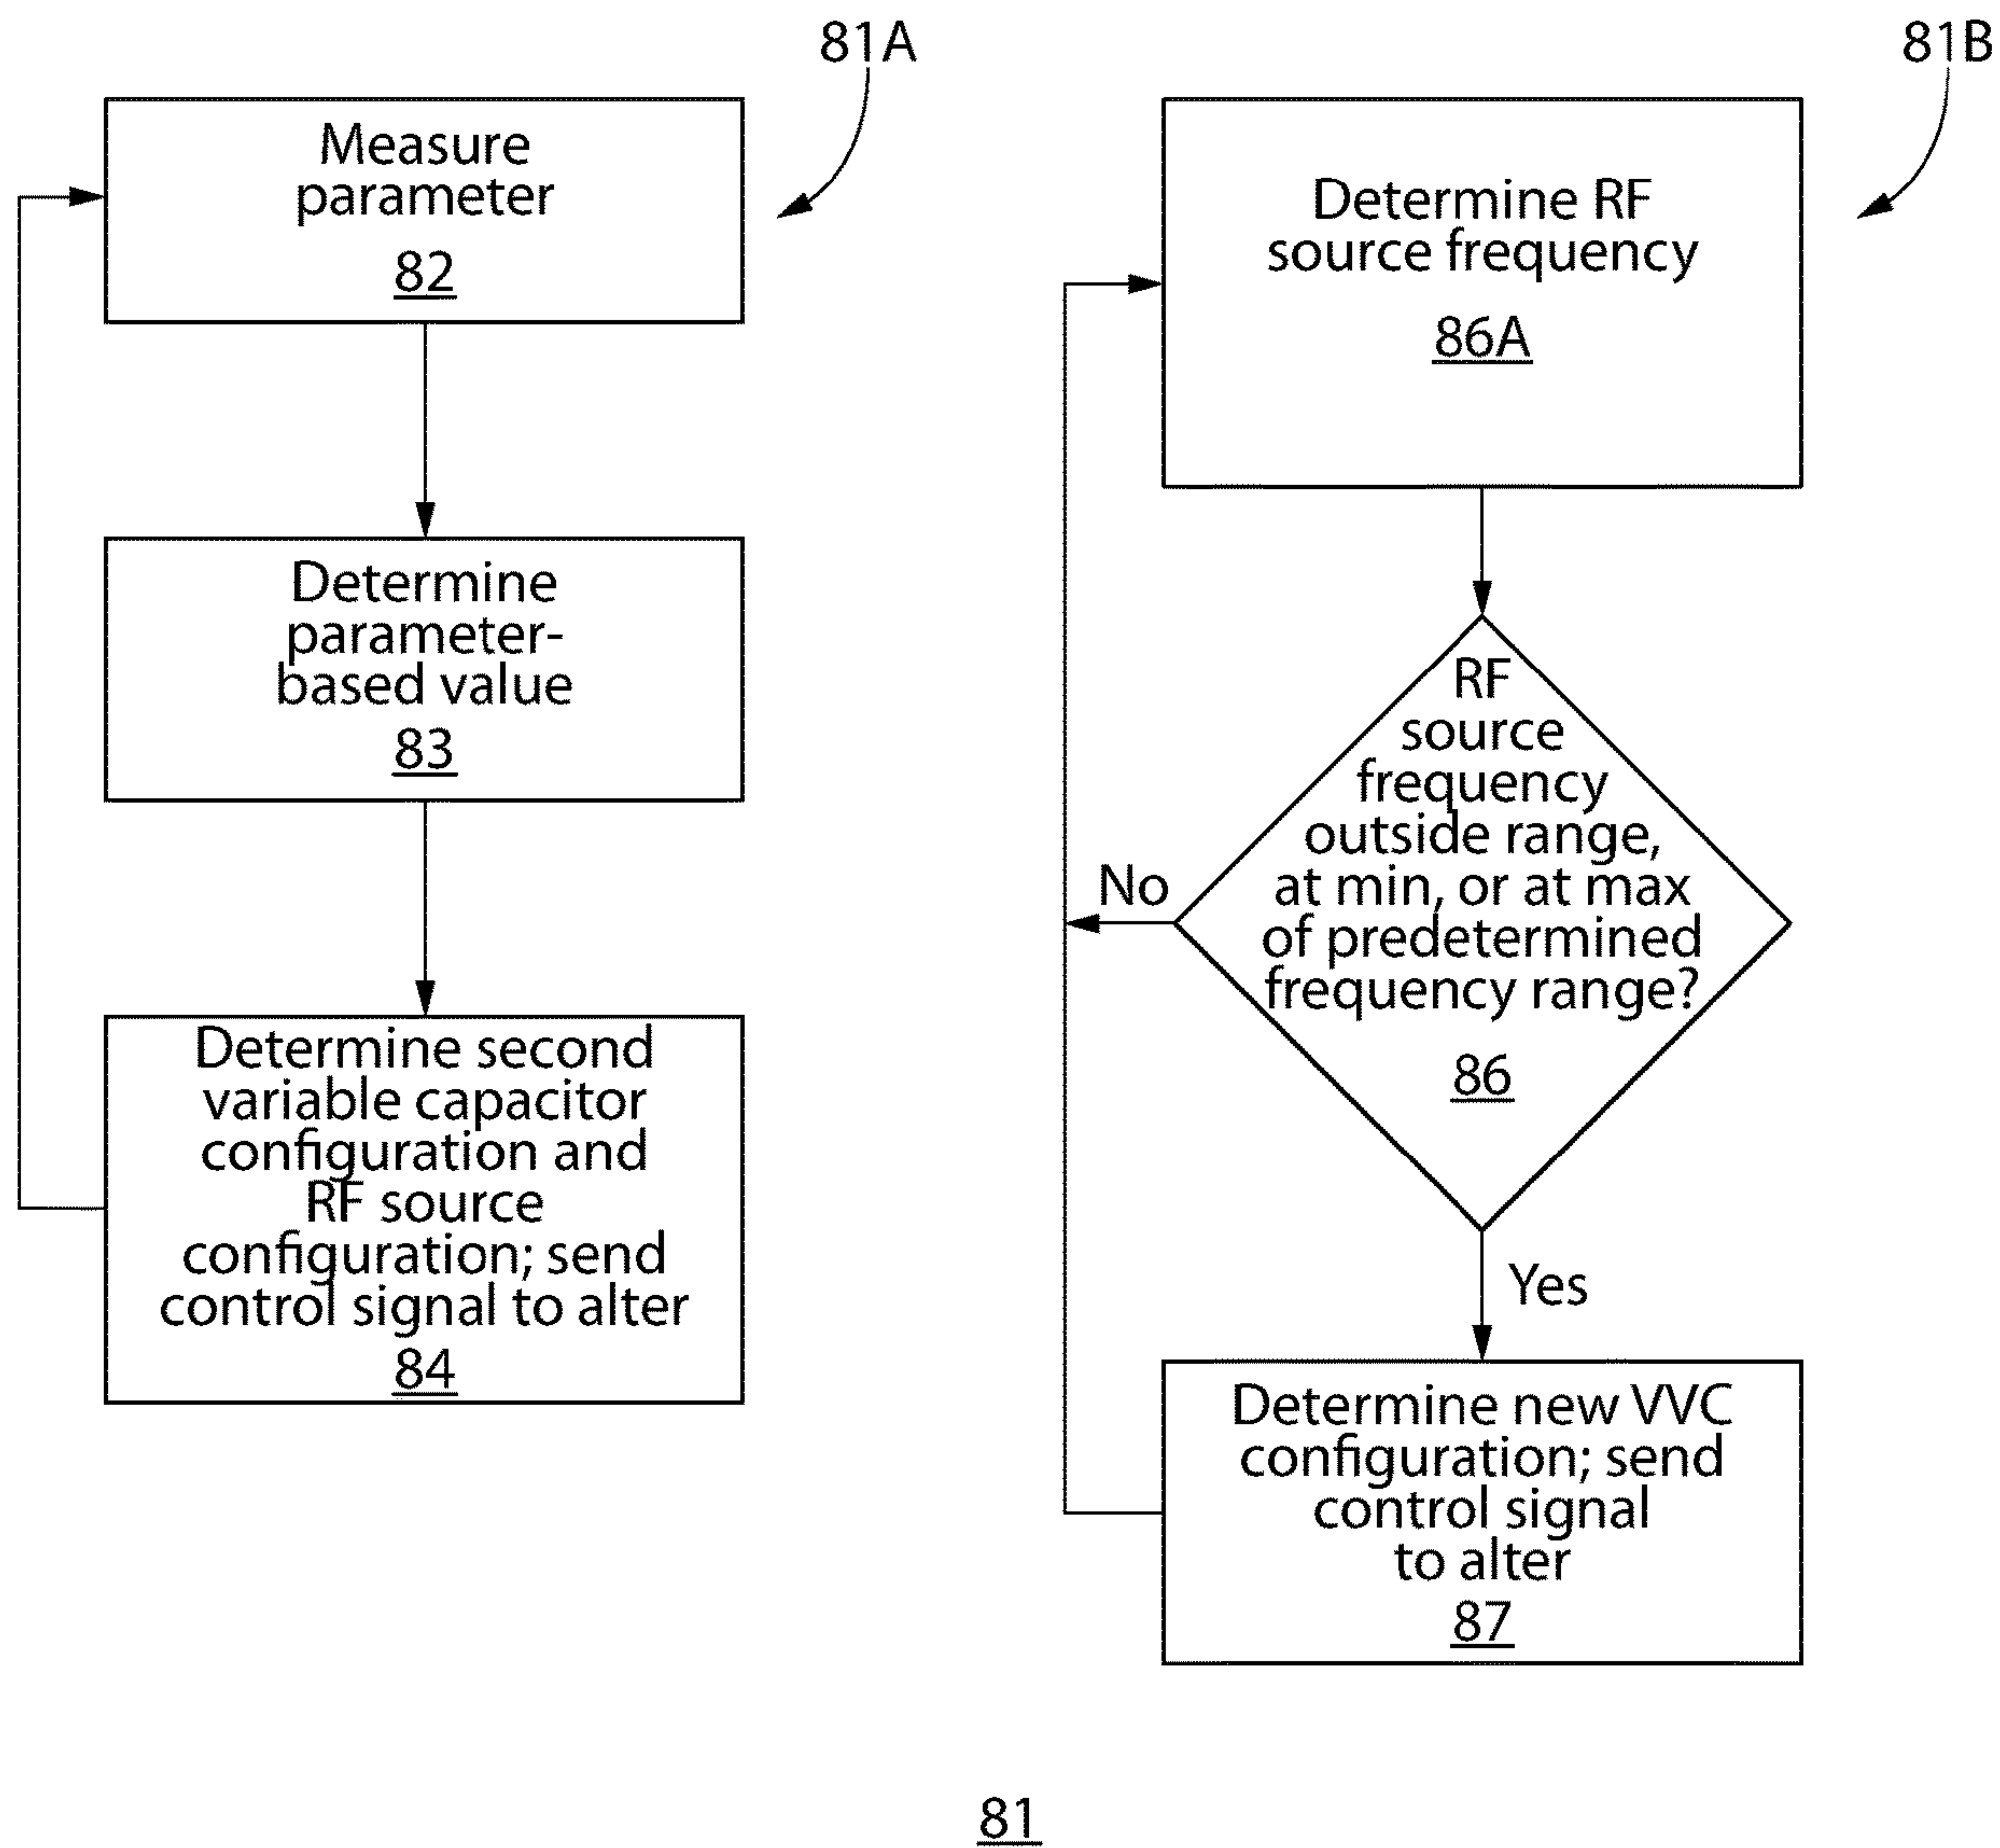 81A
Measure
parameter
82
Determine
parameter-
based value
83
Determine second
variable capacitor
configuration and
RF source
configuration; send
control signal to alter
84
81B
Determine RF
source frequency
86A
RF
source
frequency
outside range,
at min, or at max
of predetermined
frequency range?
86
No
Yes
Determine new VVC
configuration; send
control signal
to alter
87
81